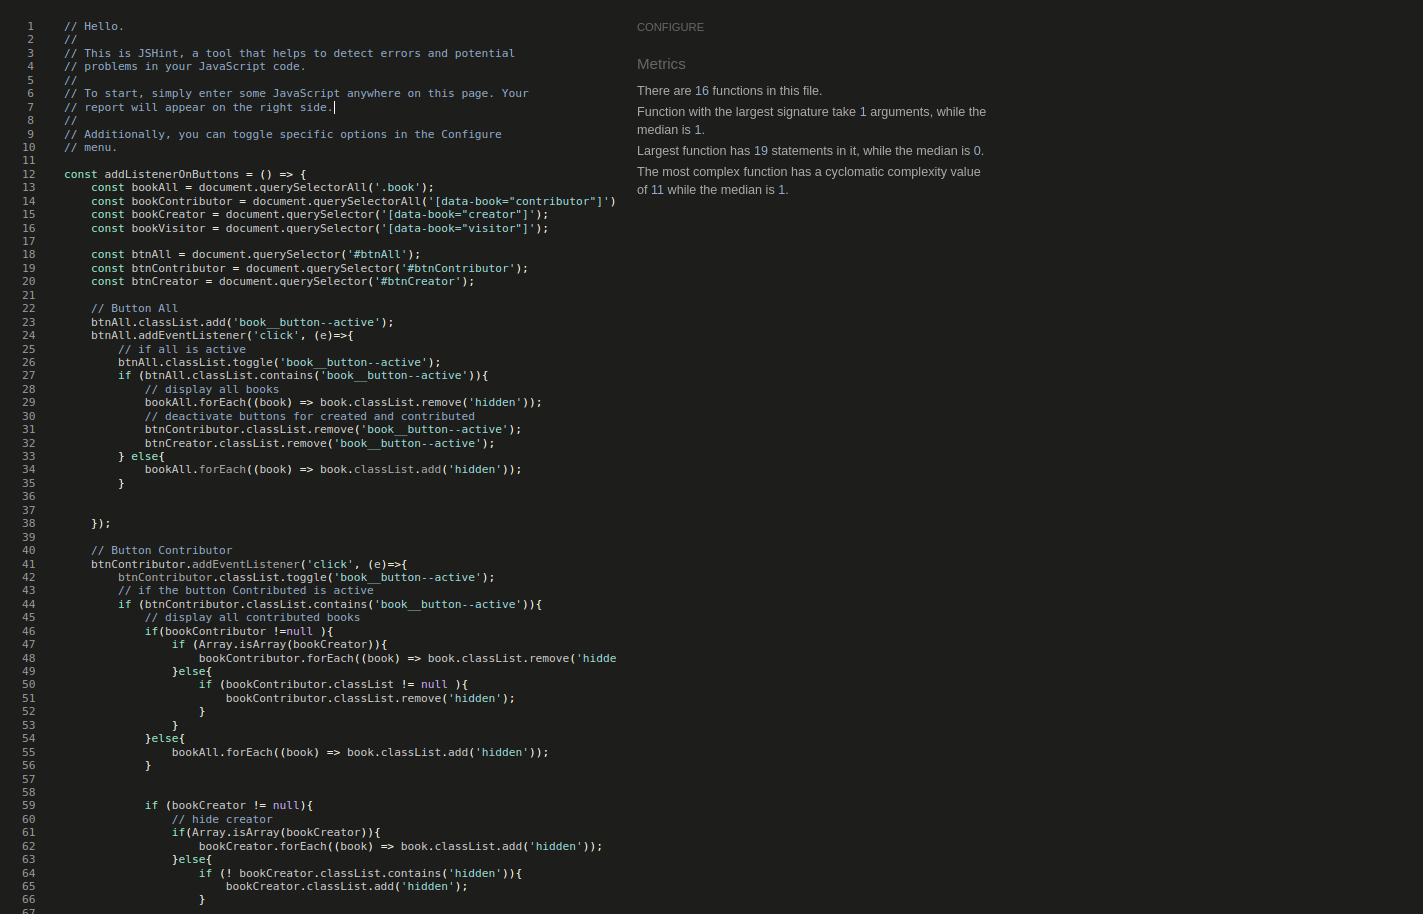 1 // Hello.
2 //
3 // This is JSHint, a tool that helps to detect errors and potential
4 // problems in your JavaScript code.
5 //
6 // To start, simply enter some JavaScript anywhere on this page. Your
7 // report will appear on the right side.
8 //
9 // Additionally, you can toggle specific options in the Configure
10 // menu.
11
12 const addListenerOnButtons = () => {
13     const bookAll = document.querySelectorAll('.book');
14     const bookContributor = document.querySelectorAll('[data-book="contributor"]')
15     const bookCreator = document.querySelector('[data-book="creator"]');
16     const bookVisitor = document.querySelector('[data-book="visitor"]');
17
18     const btnAll = document.querySelector('#btnAll');
19     const btnContributor = document.querySelector('#btnContributor');
20     const btnCreator = document.querySelector('#btnCreator');
21
22     // Button All
23     btnAll.classList.add('book__button--active');
24     btnAll.addEventListener('click', (e)=>{
25         // if all is active
26         btnAll.classList.toggle('book__button--active');
27         if (btnAll.classList.contains('book__button--active')){
28             // display all books
29             bookAll.forEach((book) => book.classList.remove('hidden'));
30             // deactivate buttons for created and contributed
31             btnContributor.classList.remove('book__button--active');
32             btnCreator.classList.remove('book__button--active');
33         } else{
34             bookAll.forEach((book) => book.classList.add('hidden'));
35         }
36
37
38     });
39
40     // Button Contributor
41     btnContributor.addEventListener('click', (e)=>{
42         btnContributor.classList.toggle('book__button--active');
43         // if the button Contributed is active
44         if (btnContributor.classList.contains('book__button--active')){
45             // display all contributed books
46             if(bookContributor !=null ){
47                 if (Array.isArray(bookCreator)){
48                     bookContributor.forEach((book) => book.classList.remove('hidde
49                 }else{
50                     if (bookContributor.classList != null ){
51                         bookContributor.classList.remove('hidden');
52                     }
53                 }
54             }else{
55                 bookAll.forEach((book) => book.classList.add('hidden'));
56             }
57
58
59             if (bookCreator != null){
60                 // hide creator
61                 if(Array.isArray(bookCreator)){
62                     bookCreator.forEach((book) => book.classList.add('hidden'));
63                 }else{
64                     if (! bookCreator.classList.contains('hidden')){
65                         bookCreator.classList.add('hidden');
66                     }
67
CONFIGURE
Metrics
There are 16 functions in this file.
Function with the largest signature take 1 arguments, while the
median is 1.
Largest function has 19 statements in it, while the median is 0.
The most complex function has a cyclomatic complexity value
of 11 while the median is 1.